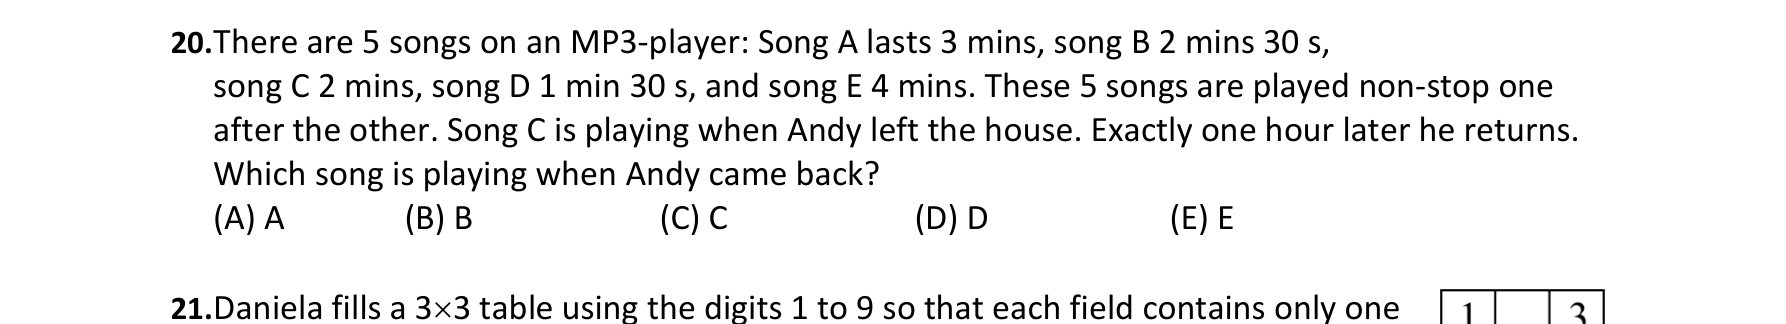 20.There are 5 songs on an MP3-player: Song A lasts 3 mins, song B 2 mins 30 s,
song C 2 mins, song D 1 min 30 s, and song E 4 mins. These 5 songs are played non-stop one
after the other. Song C is playing when Andy left the house. Exactly one hour later he returns.
Which song is playing when Andy came back?
(A) A (B) B (C) C (D) D (E) E
21.Daniela fills a 3×3 table using the digits 1 to 9 so that each field contains only one
1 3